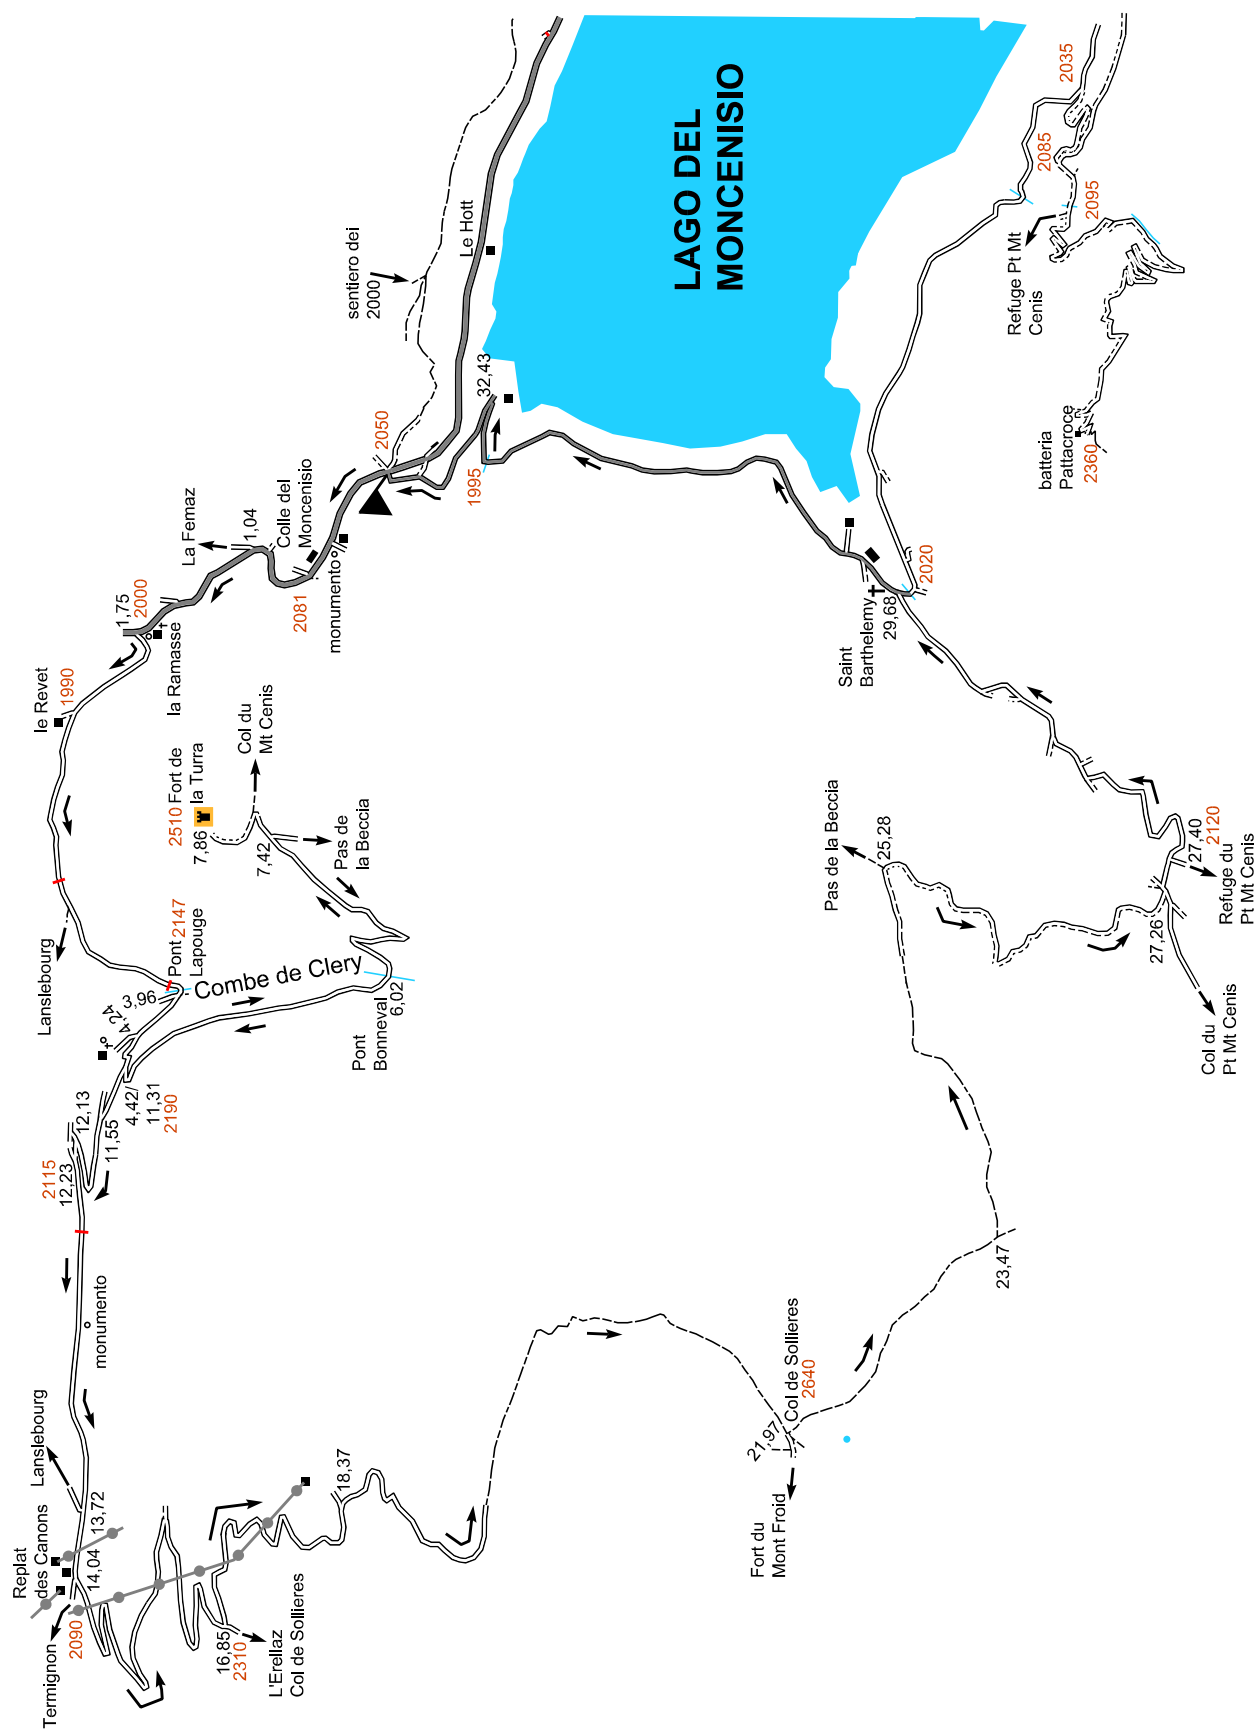 LAGO DEL
MONCENISIO
sentiero dei
2000
Le Hott
32,43
2050
1995
La Femaz
1,04
Colle del
Moncenisio
2081
monumento
1,75
2000
la Ramasse
le Revet
1990
2510 Fort de
la Turra
7,86
Col du
Mt Cenis
7,42
Pas de
la Beccia
Lanslebourg
Pont
Lapouge
2147
3,96
4,24
Combe de Clery
Pont
Bonneval
6,02
4,42/
11,31
2190
12,13
11,55
2115
12,23
monumento
Lanslebourg
Replat
des Canons
13,72
14,04
2090
Termignon
16,85
2310
L'Erellaz
Col de Sollieres
18,37
21,97
Col de Sollieres
2640
Fort du
Mont Froid
23,47
Pas de la Beccia
25,28
27,26
27,40
2120
Refuge du
Pt Mt Cenis
Col du
Pt Mt Cenis
Saint
Barthelemy
29,68
2020
2035
2085
2095
Refuge Pt Mt
Cenis
batteria
Pattacroce
2360